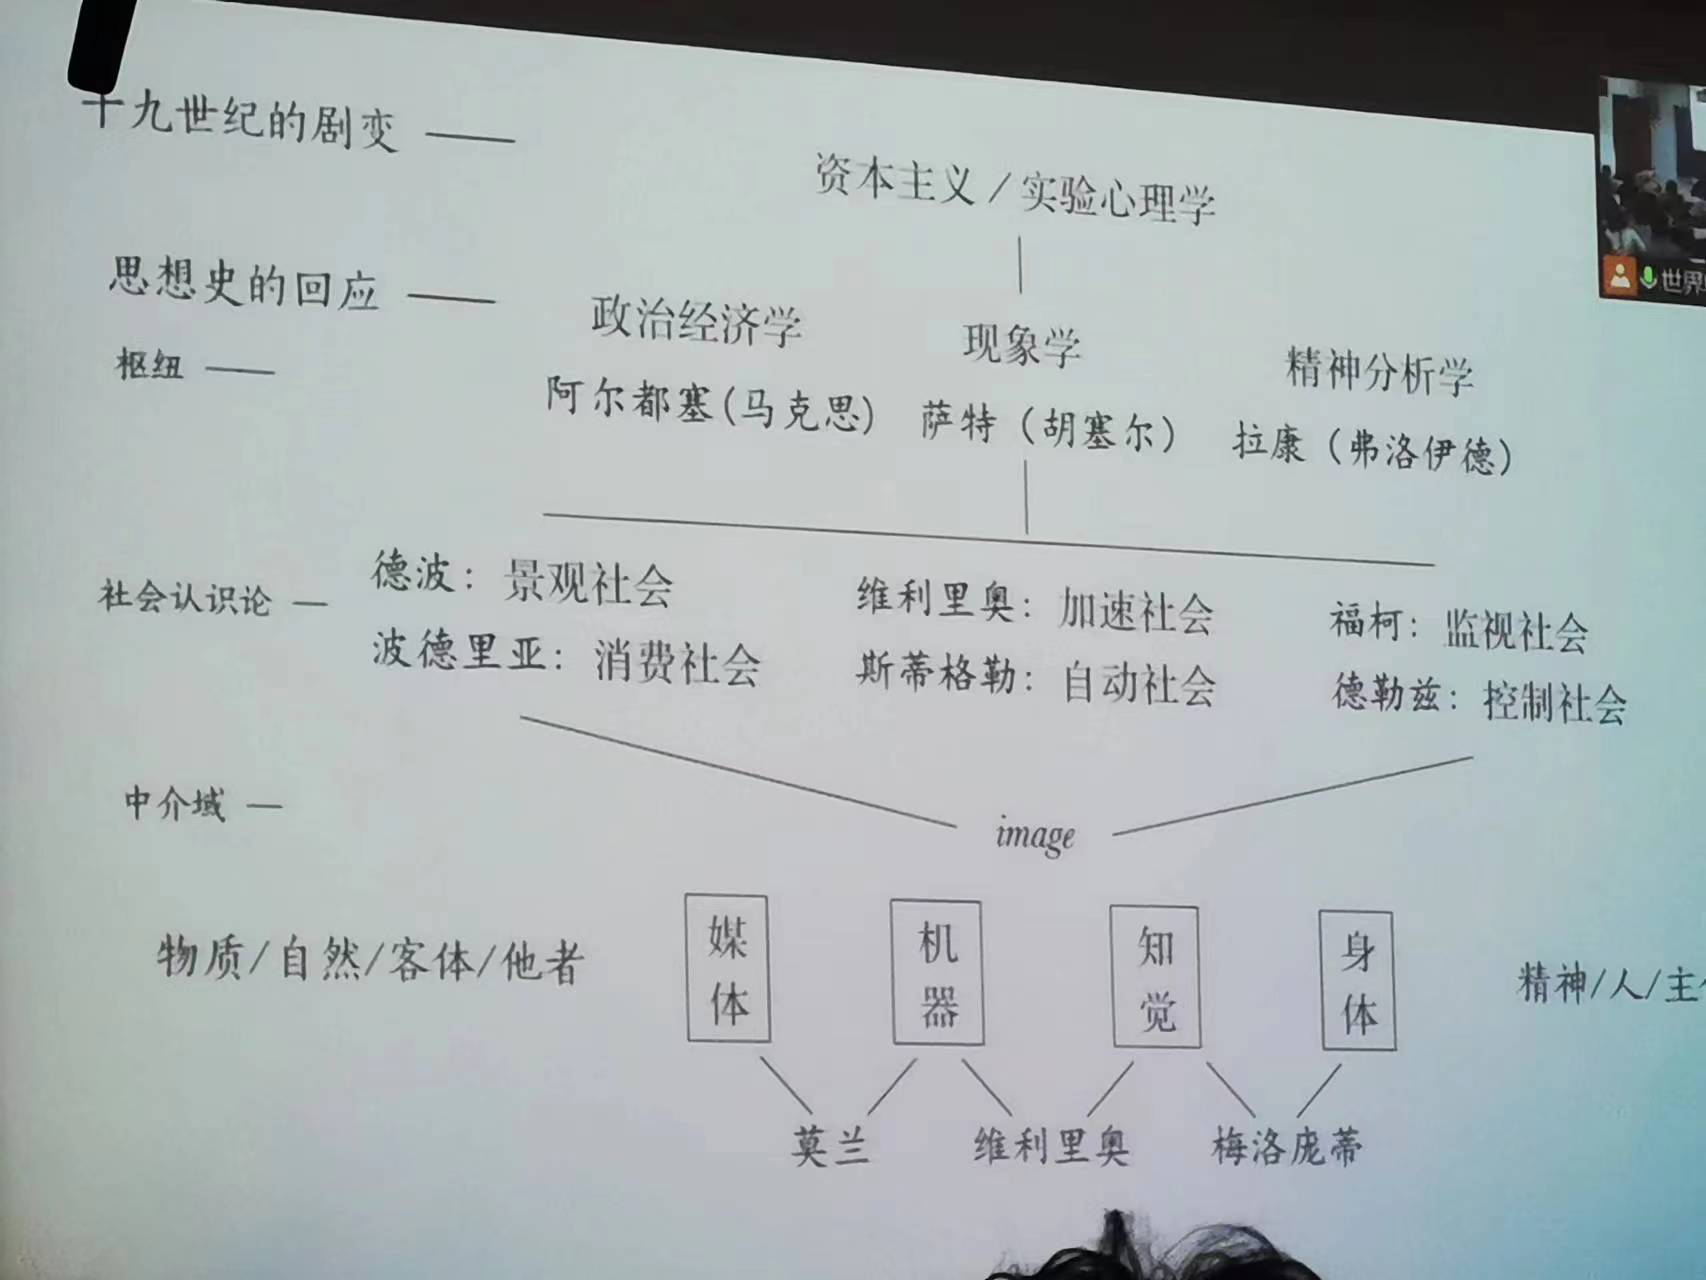 十九世纪的剧变 ——
资本主义 / 实验心理学
思想史的回应 ——
政治经济学 现象学 精神分析学
枢纽 ——
阿尔都塞(马克思) 萨特（胡塞尔） 拉康（弗洛伊德）
社会认识论 —
德波：景观社会 维利里奥：加速社会 福柯：监视社会
波德里亚：消费社会 斯蒂格勒：自动社会 德勒兹：控制社会
中介域 —
image
物质/自然/客体/他者 媒体 机器 知觉 身体 精神/人/主
莫兰 维利里奥 梅洛庞蒂
世界